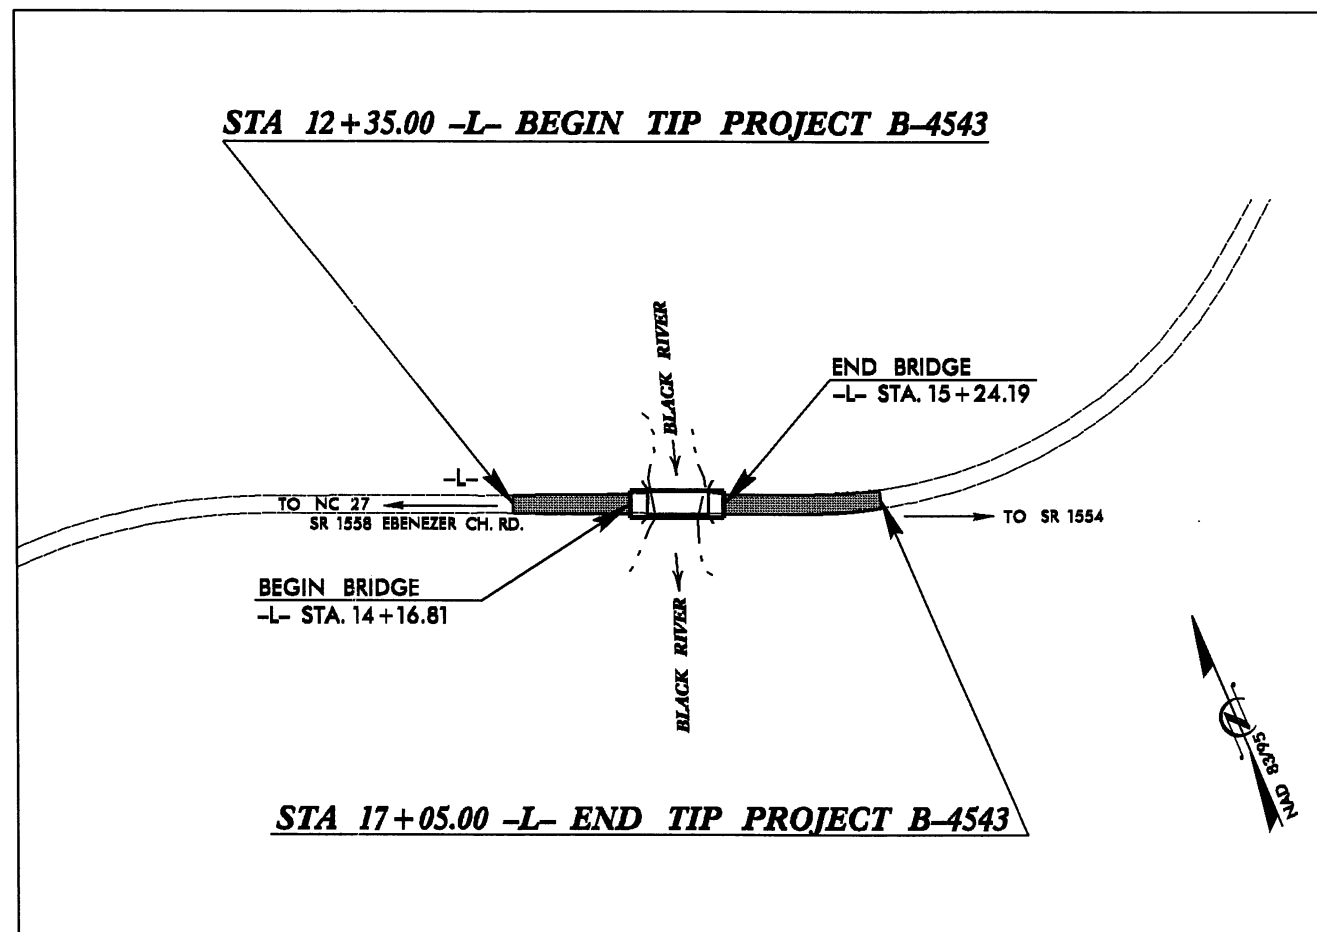 STA 12+35.00 -L- BEGIN TIP PROJECT B-4543
BLACK RIVER
END BRIDGE
-L- STA. 15+24.19
-L-
TO NC 27
SR 1558 EBENEZER CH. RD.
TO SR 1554
BEGIN BRIDGE
-L- STA. 14+16.81
BLACK RIVER
N
NAD 83/95
STA 17+05.00 -L- END TIP PROJECT B-4543